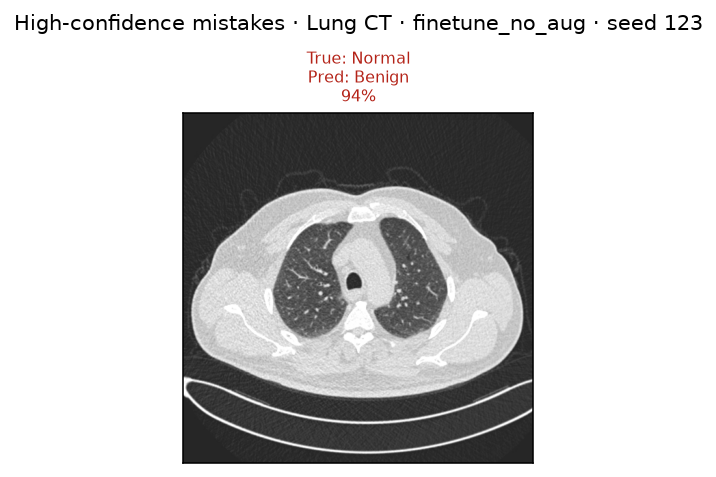 High-confidence mistakes · Lung CT · finetune_no_aug · seed 123
True: Normal
Pred: Benign
94%